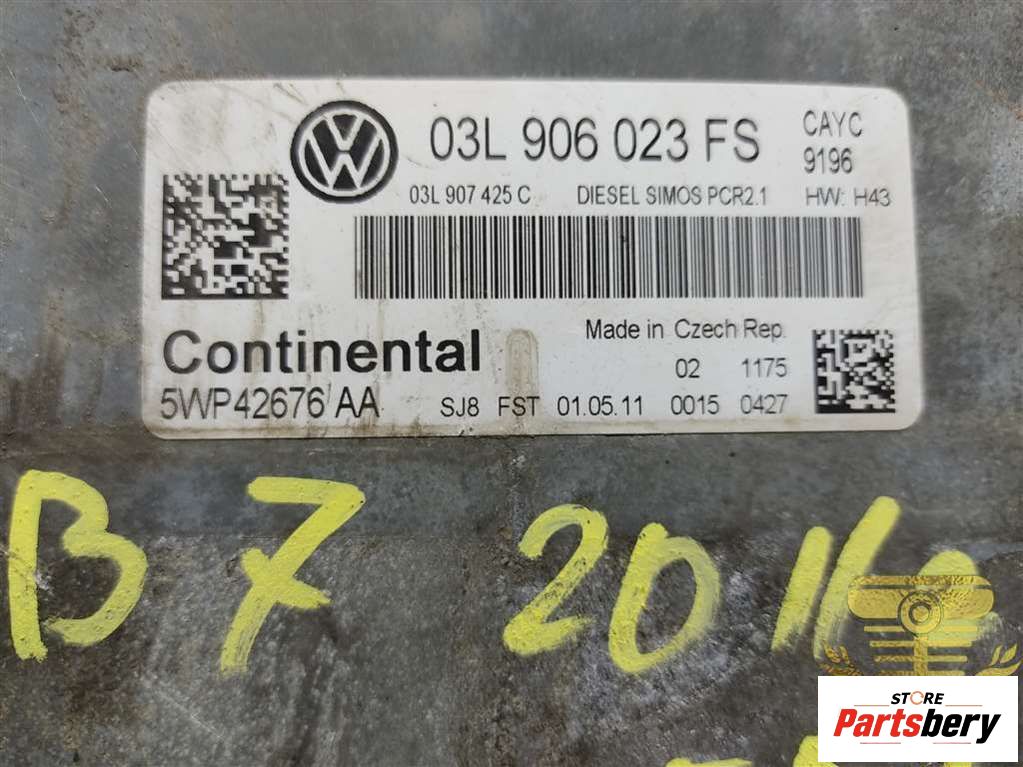 03L 906 023 FS CAYC
9196
03L 907 425 C DIESEL SIMOS PCR2.1 HW: H43
Continental Made in Czech Rep.
02 1175
5WP42676 AA SJ8 FST 01.05.11 0015 0427
B7 2011
STORE
Partsbery